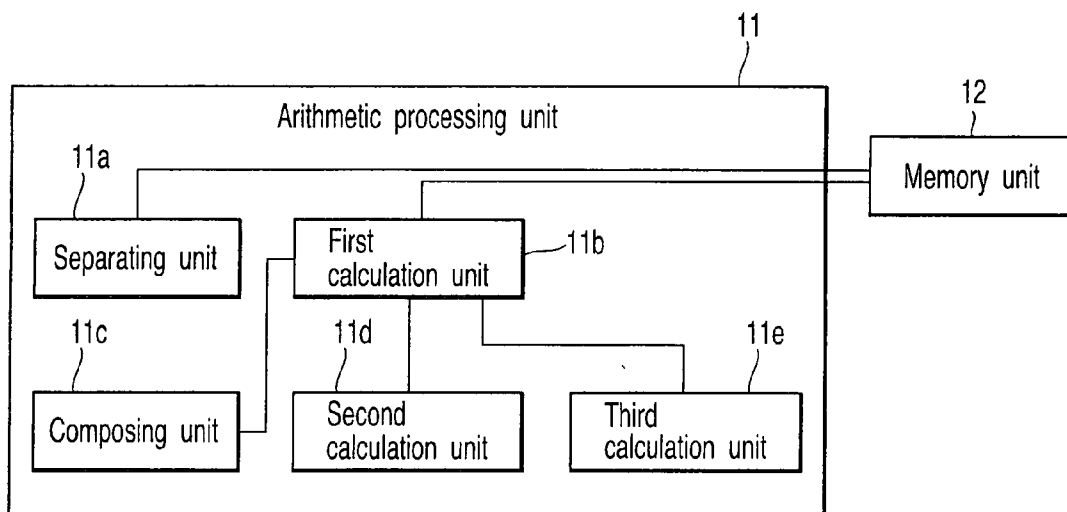 11
Arithmetic processing unit
12
Memory unit
11a
Separating unit
First
calculation unit
11b
11c
Composing unit
11d
Second
calculation unit
11e
Third
calculation unit